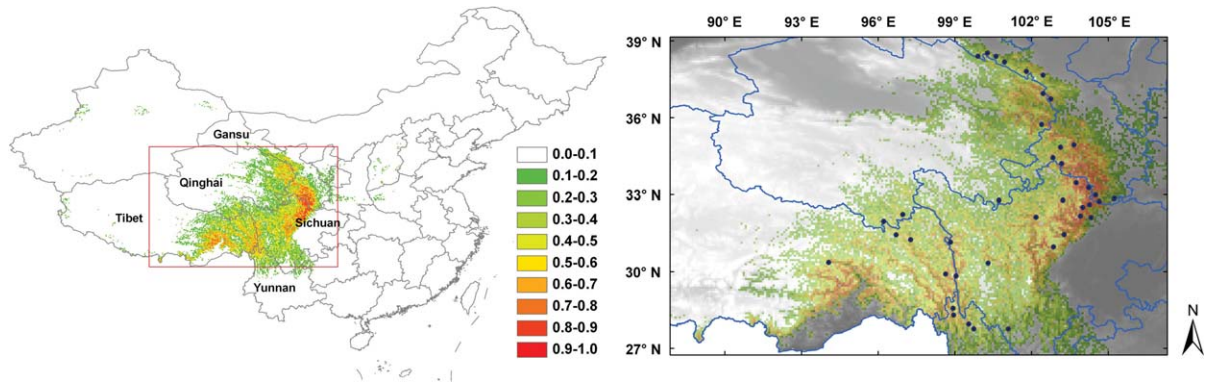 Gansu
Qinghai
Tibet
Sichuan
Yunnan
0.0-0.1
0.1-0.2
0.2-0.3
0.3-0.4
0.4-0.5
0.5-0.6
0.6-0.7
0.7-0.8
0.8-0.9
0.9-1.0
90° E 93° E 96° E 99° E 102° E 105° E
39° N
36° N
33° N
30° N
27° N
N